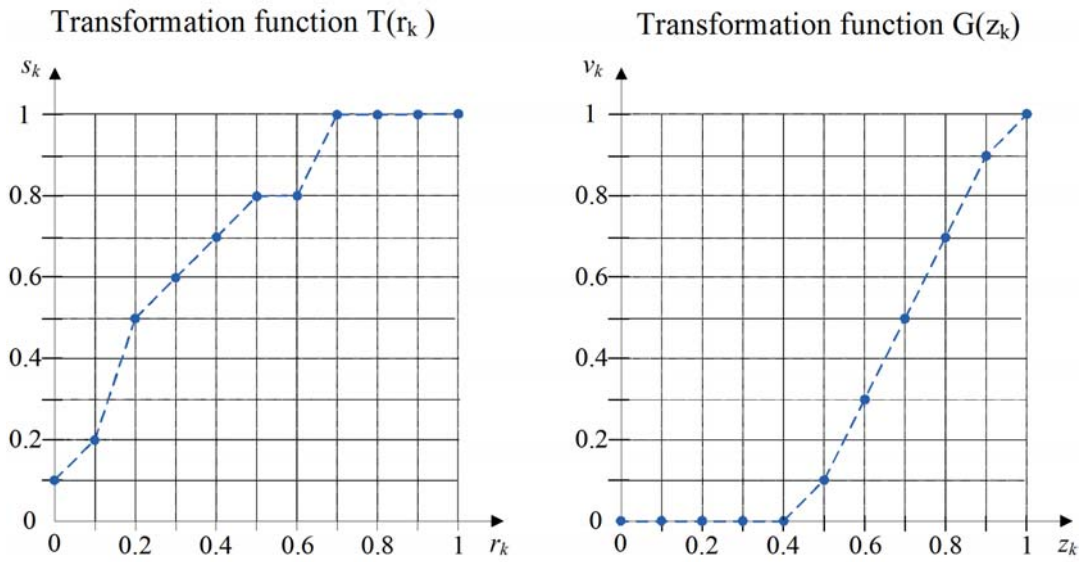 Transformation function T(rk )
sk
1
0.8
0.6
0.4
0.2
0
0 0.2 0.4 0.6 0.8 1 rk
Transformation function G(zk)
vk
1
0.8
0.6
0.4
0.2
0
0 0.2 0.4 0.6 0.8 1 zk